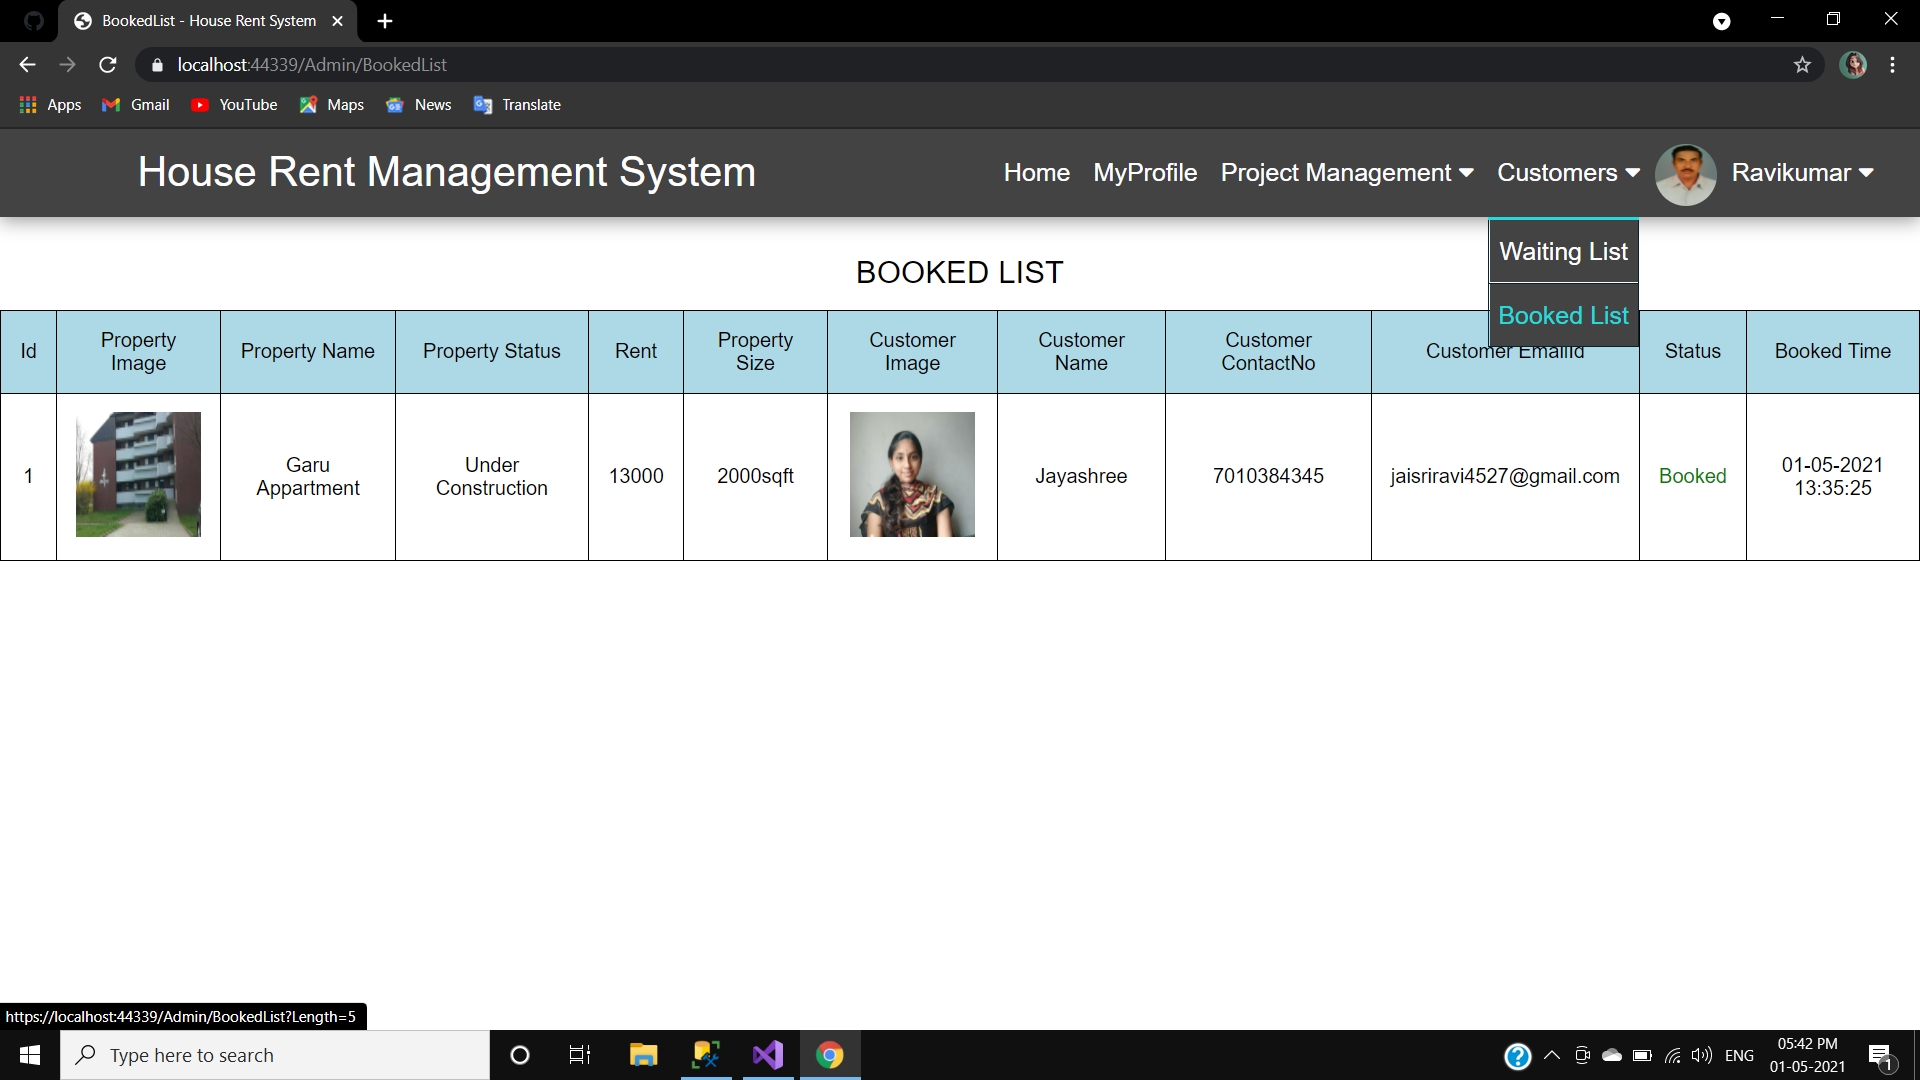 BookedList - House Rent System
localhost:44339/Admin/BookedList
Apps Gmail YouTube Maps News Translate
House Rent Management System
Home MyProfile Project Management Customers Ravikumar
Waiting List
Booked List
BOOKED LIST
Id Property Image Property Name Property Status Rent Property Size Customer Image Customer Name Customer ContactNo Customer EmailId Status Booked Time
1 Garu Appartment Under Construction 13000 2000sqft Jayashree 7010384345 jaisriravi4527@gmail.com Booked 01-05-2021 13:35:25
https://localhost:44339/Admin/BookedList?Length=5
Type here to search
ENG
05:42 PM
01-05-2021
1